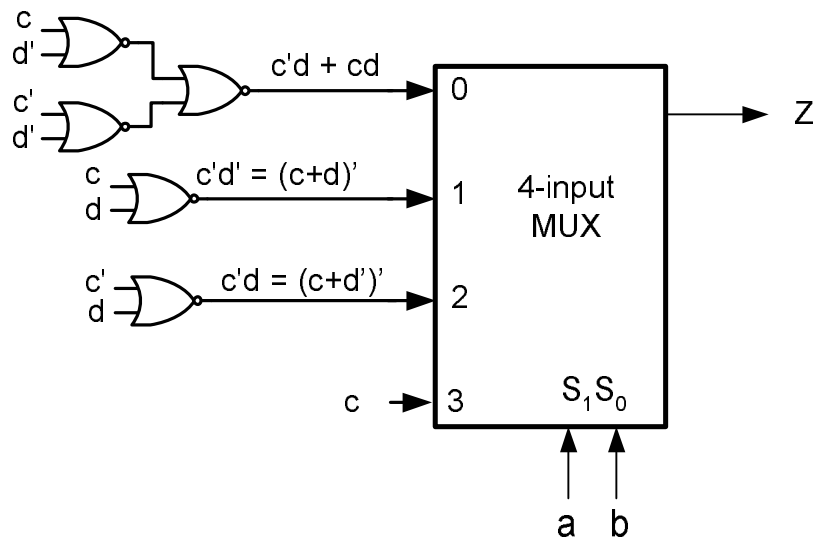 c
d'
c'
d'
c'd + cd
0
Z
c
d
c'd' = (c+d)’
1
4-input
MUX
c'
d
c'd = (c+d’)’
2
c
3
S1S0
a b